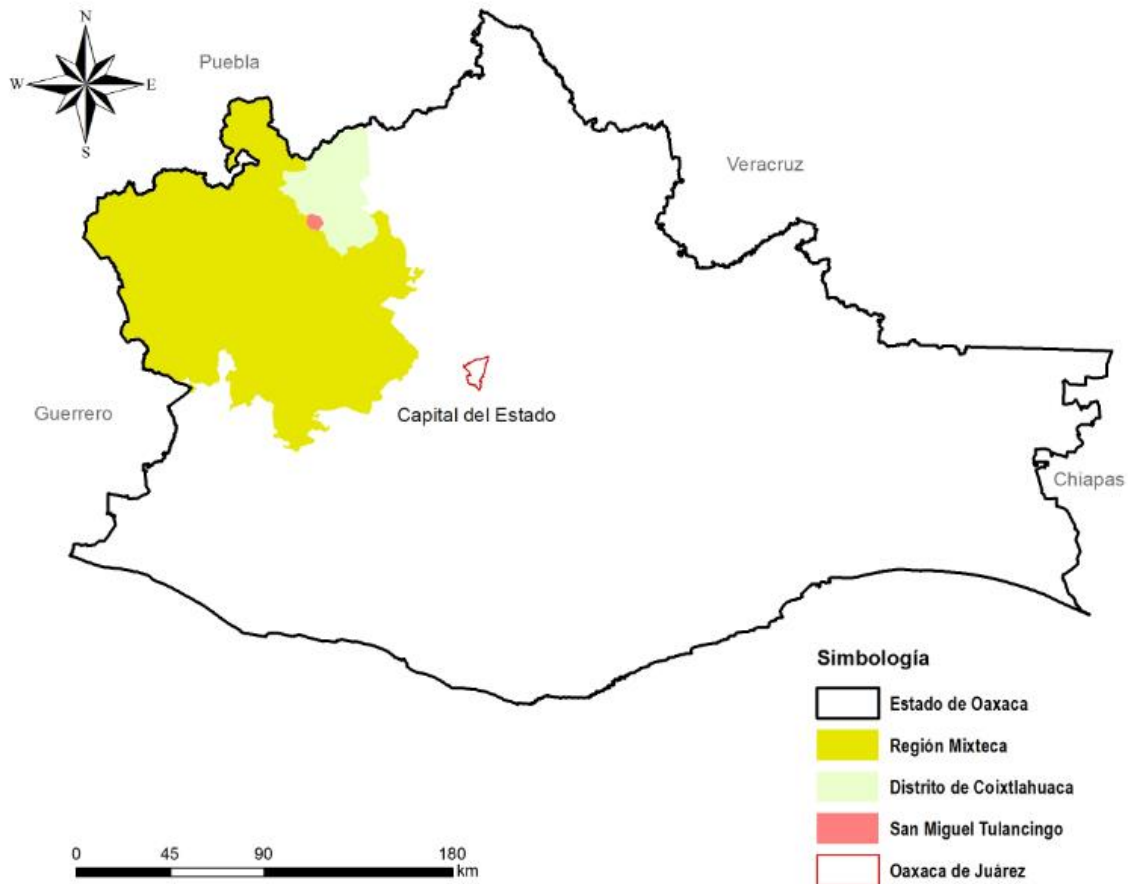 N
Puebla
W E
S
Veracruz
Guerrero
Capital del Estado
Chiapas
Simbología
Estado de Oaxaca
Región Mixteca
Distrito de Coixtlahuaca
San Miguel Tulancingo
Oaxaca de Juárez
0 45 90 180
km